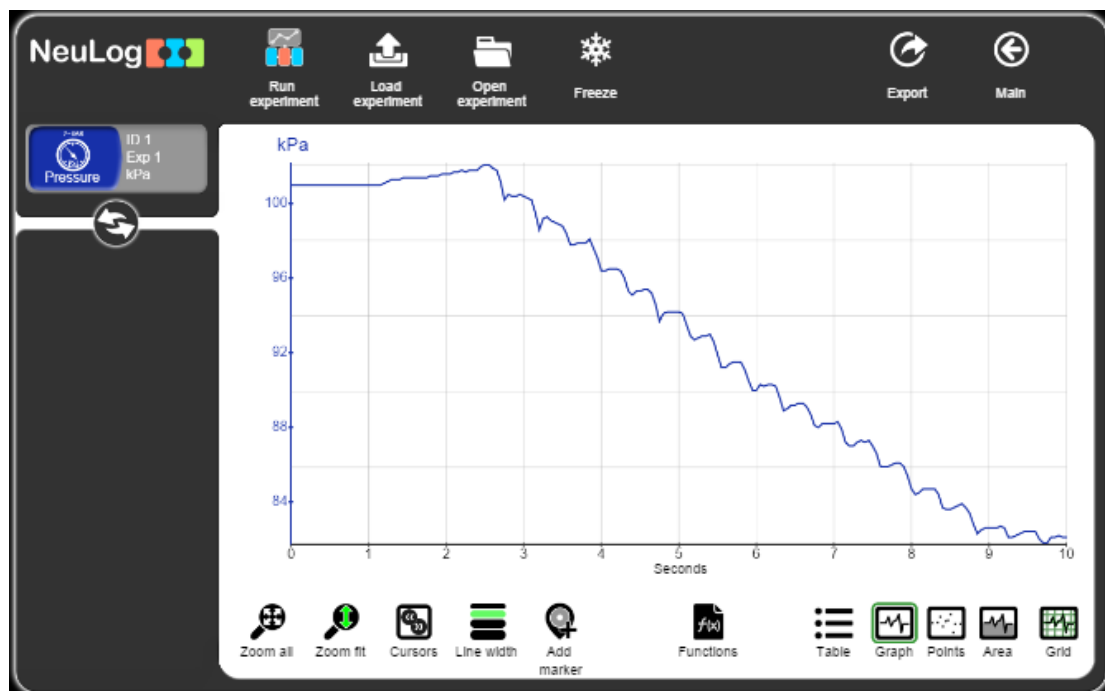 NeuLog
Run
experiment
Load
experiment
Open
experiment
Freeze
Export
Main
Pressure
ID 1
Exp 1
kPa
kPa
100
96
92
88
84
0 1 2 3 4 5 6 7 8 9 10
Seconds
Zoom all
Zoom fit
Cursors
Line width
Add
marker
f(x)
Functions
Table
Graph
Points
Area
Grid